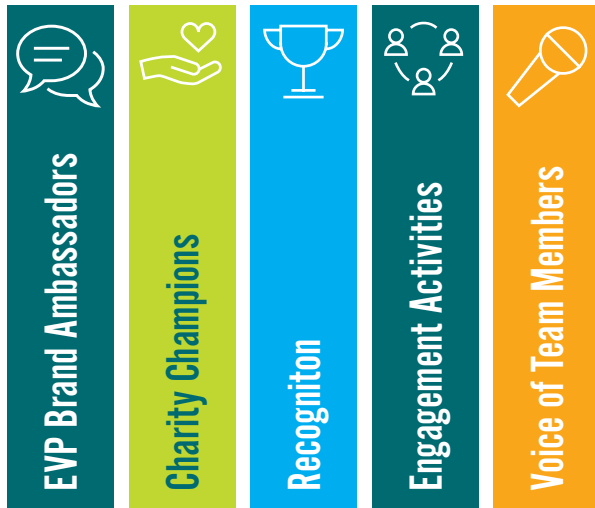 EVP Brand Ambassadors
Charity Champions
Recogniton
Engagement Activities
Voice of Team Members